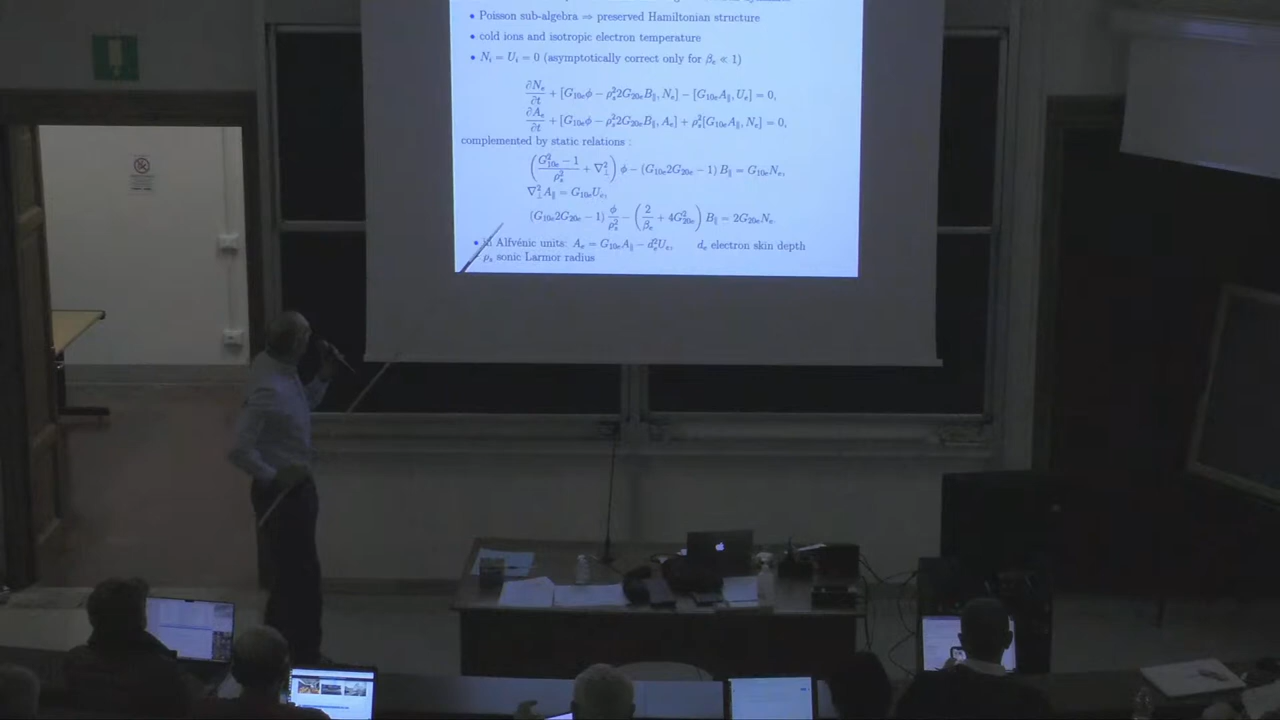 • Poisson sub-algebra ⇒ preserved Hamiltonian structure
• cold ions and isotropic electron temperature
• N_i = U_i = 0 (asymptotically correct only for β_e ≪ 1)
∂N_e/∂t + [G_{10e}ϕ − ρ_s^2 2G_{20e}B_∥, N_e] − [G_{10e}A_∥, U_e] = 0,
∂A_e/∂t + [G_{10e}ϕ − ρ_s^2 2G_{20e}B_∥, A_e] + ρ_s^2[G_{10e}A_∥, N_e] = 0,
complemented by static relations :
((G_{10e}^2 − 1)/ρ_s^2 + ∇_⊥^2) ϕ − (G_{10e}2G_{20e} − 1) B_∥ = G_{10e}N_e,
∇_⊥^2 A_∥ = G_{10e}U_e,
(G_{10e}2G_{20e} − 1) ϕ/ρ_s^2 − (2/β_e + 4G_{20e}^2) B_∥ = 2G_{20e}N_e.
• Alfvénic units: A_e = G_{10e}A_∥ − d_e^2U_e, d_e electron skin depth
ρ_s sonic Larmor radius